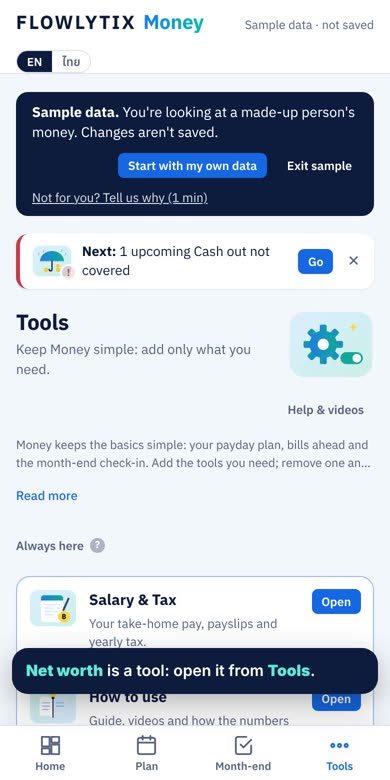 FLOWLYTIX Money
Sample data · not saved
EN ไทย
Sample data. You're looking at a made-up person's
money. Changes aren't saved.
Start with my own data Exit sample
Not for you? Tell us why (1 min)
Next: 1 upcoming Cash out not
covered
Go ✕
Tools
Keep Money simple: add only what you
need.
Help & videos
Money keeps the basics simple: your payday plan, bills ahead and
the month-end check-in. Add the tools you need; remove one an...
Read more
Always here ?
Salary & Tax
Open
Your take-home pay, payslips and
yearly tax.
Net worth is a tool: open it from Tools.
How to use
Open
Guide, videos and how the numbers
Home Plan Month-end Tools